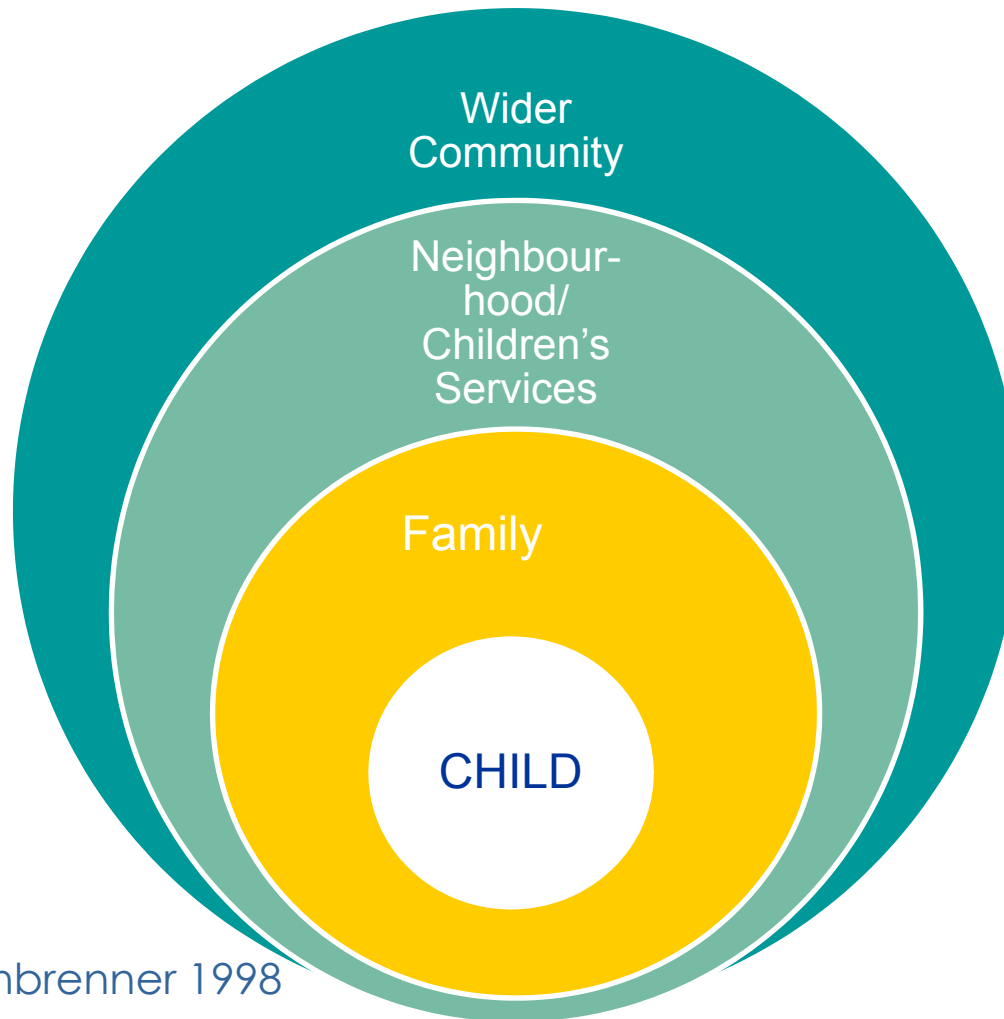 Wider
Community
Neighbour-
hood/
Children’s
Services
Family
CHILD
nbrenner 1998